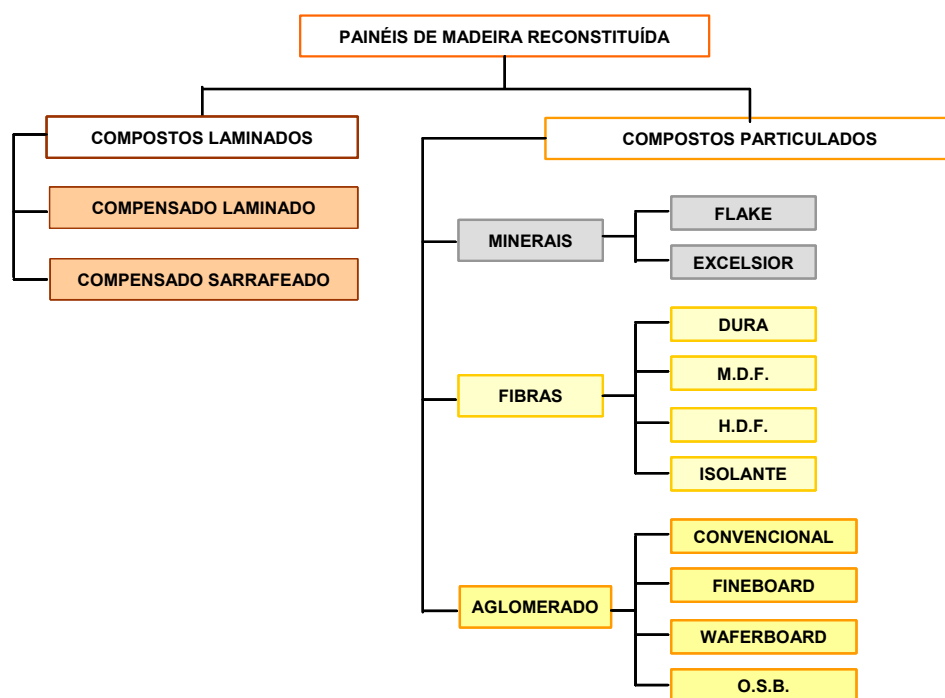 PAINÉIS DE MADEIRA RECONSTITUÍDA
COMPOSTOS LAMINADOS
COMPENSADO LAMINADO
COMPENSADO SARRAFEADO
COMPOSTOS PARTICULADOS
MINERAIS
FLAKE
EXCELSIOR
FIBRAS
DURA
M.D.F.
H.D.F.
ISOLANTE
AGLOMERADO
CONVENCIONAL
FINEBOARD
WAFERBOARD
O.S.B.